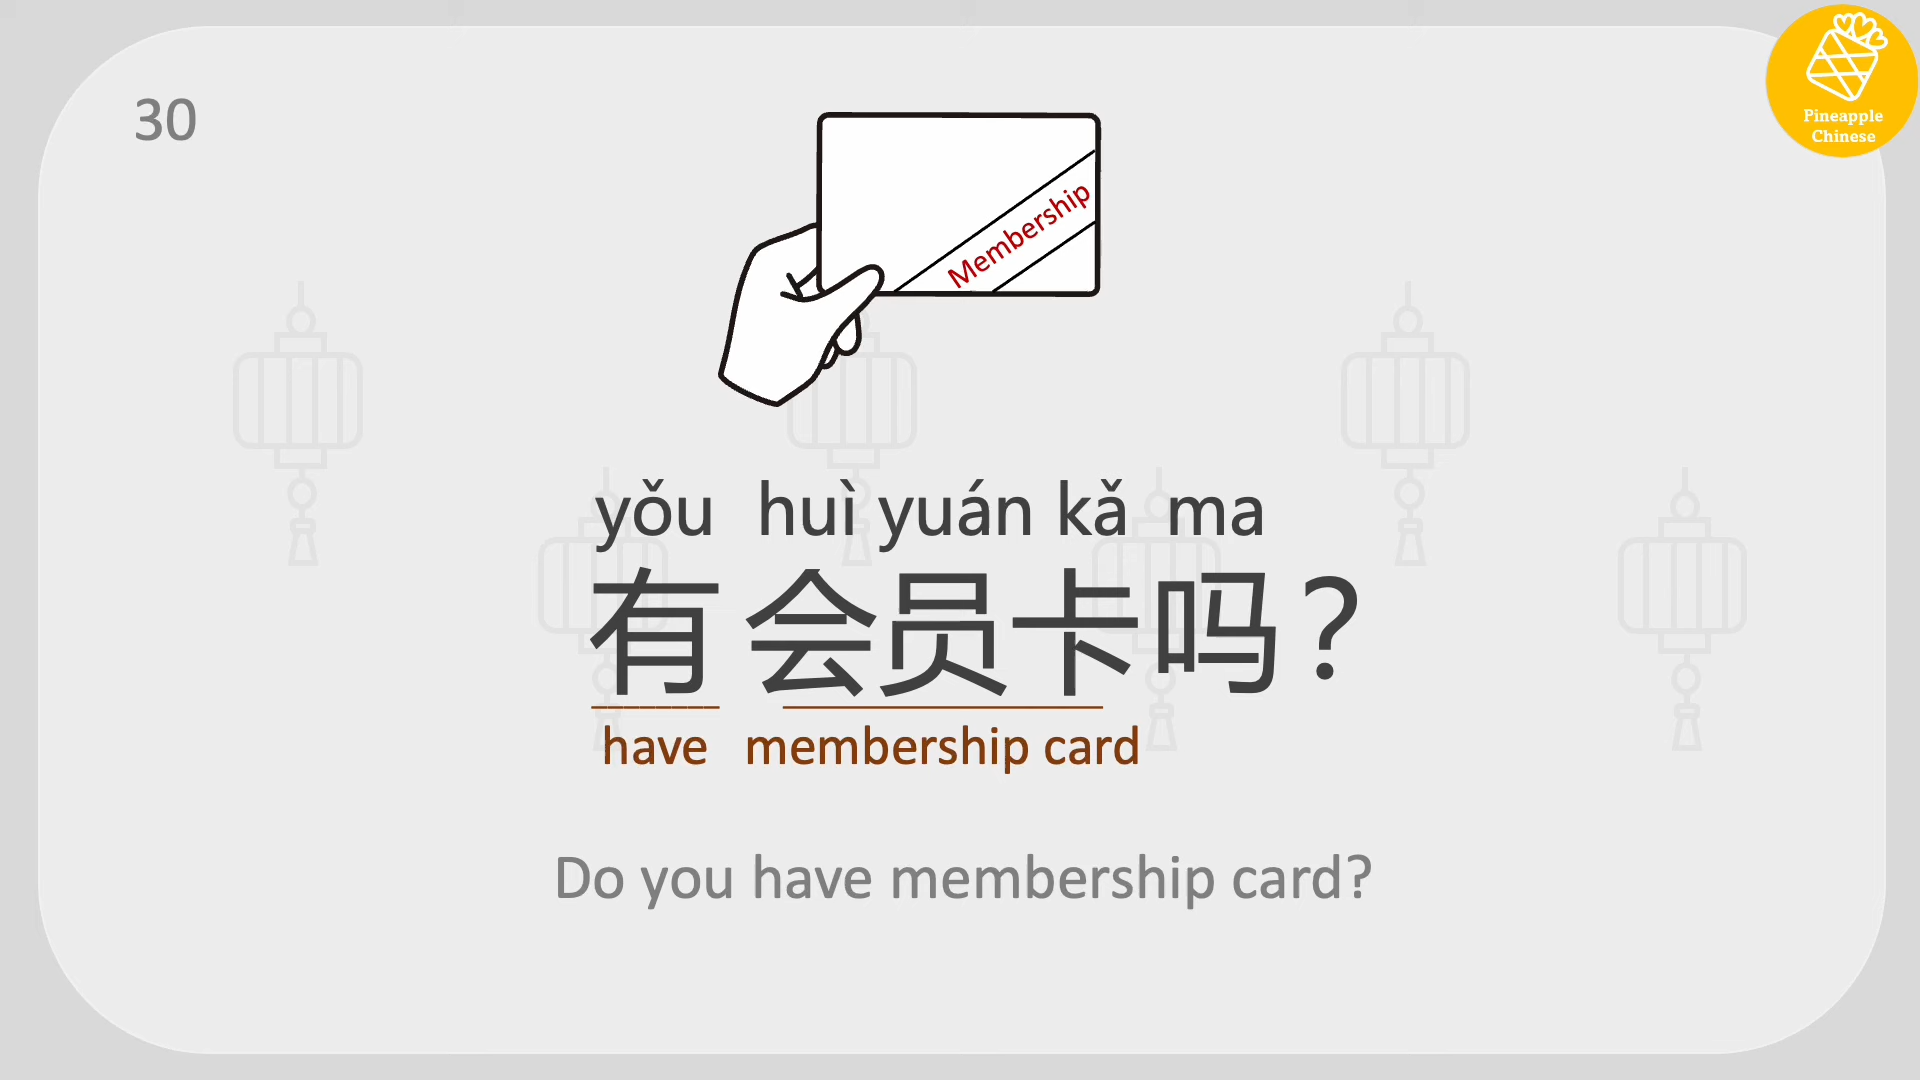 30
Pineapple
Chinese
Membership
yǒu huì yuán kǎ ma
有会员卡吗？
have membership card
Do you have membership card?